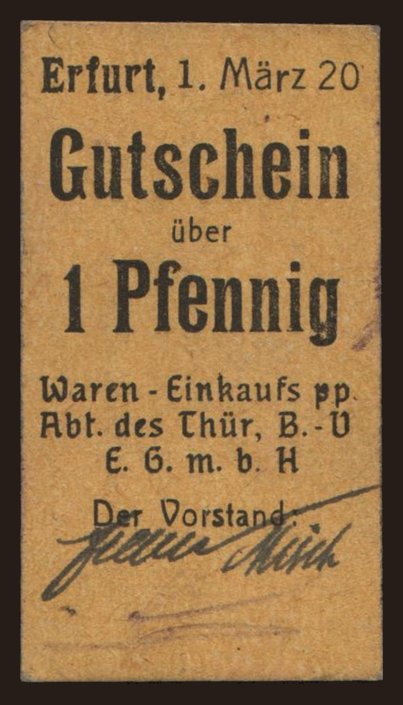 Erfurt, 1. März 20
Gutschein
über
1 Pfennig
Waren - Einkaufs pp.
Abt. des Thür, B. - V
E. G. m. b. H
Der Vorstand: